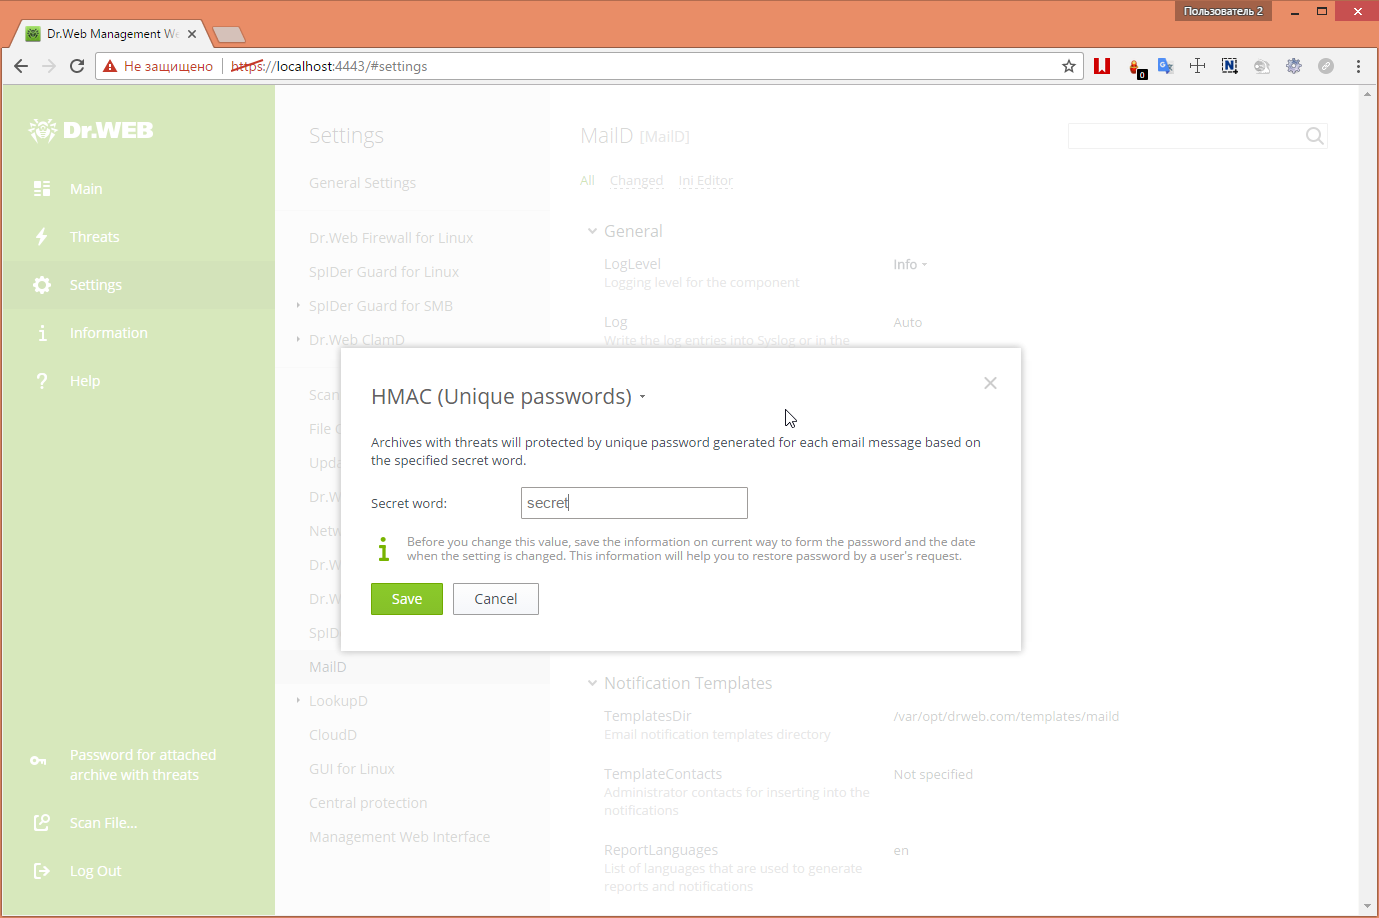 Пользователь 2
Dr.Web Management We
Не защищено
https://localhost:4443/#settings
0
Dr.WEB
Main
Threats
Settings
Information
Help
Password for attached
archive with threats
Scan File...
Log Out
Settings
General Settings
Dr.Web Firewall for Linux
SpIDer Guard for Linux
SpIDer Guard for SMB
Dr.Web ClamD
Scan
File
Upda
Dr.W
Netw
Dr.W
Dr.W
SpID
MailD
LookupD
CloudD
GUI for Linux
Central protection
Management Web Interface
MailD [MailD]
All Changed Ini Editor
General
LogLevel Info
Logging level for the component
Log Auto
Write the log entries into Syslog or in the
HMAC (Unique passwords)
Archives with threats will protected by unique password generated for each email message based on
the specified secret word.
Secret word: secret
Before you change this value, save the information on current way to form the password and the date
when the setting is changed. This information will help you to restore password by a user's request.
Save Cancel
Notification Templates
TemplatesDir /var/opt/drweb.com/templates/maild
Email notification templates directory
TemplateContacts Not specified
Administrator contacts for inserting into the
notifications
ReportLanguages en
List of languages that are used to generate
reports and notifications